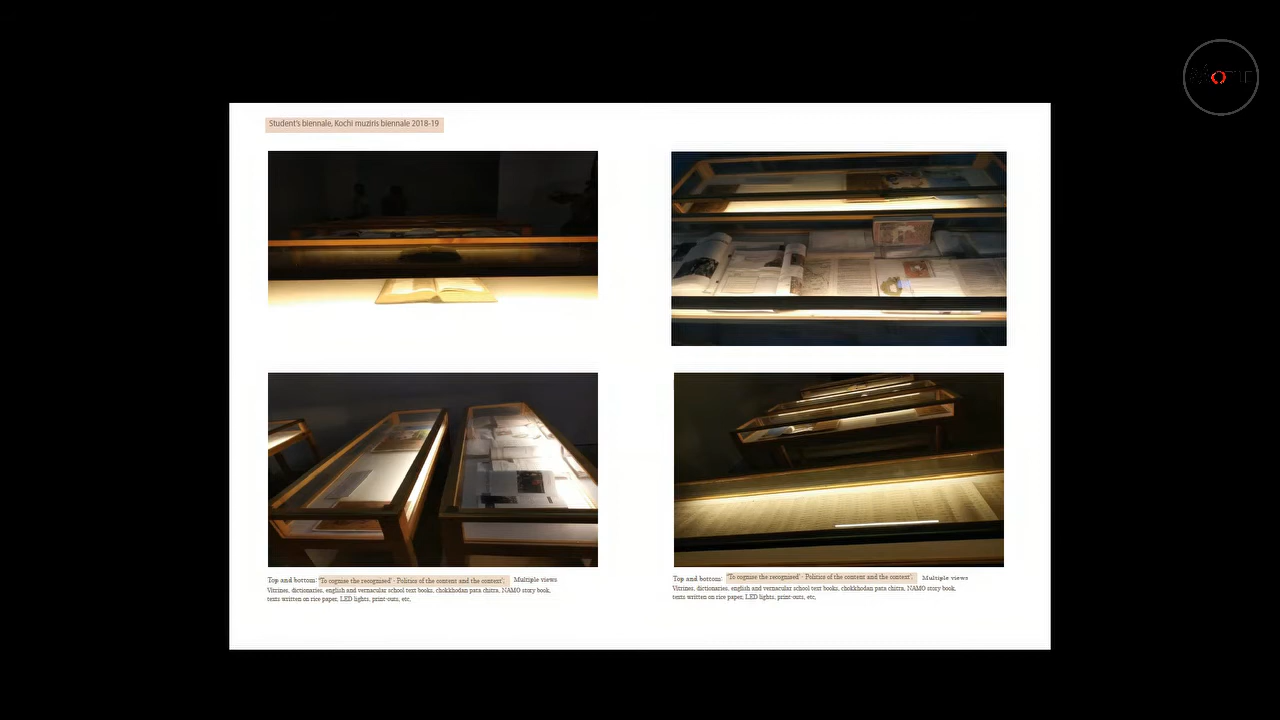 Student's biennale, Kochi muziris biennale 2018-19
Top and bottom: 'To cognise the recognised' - Politics of the content and the context'; Multiple views
Vitrines, dictionaries, english and vernacular school text books, chokkhodan para chitra, NAMO story book,
texts written on rice paper, LED lights, print-outs, etc,
Top and bottom: 'To cognise the recognised' - Politics of the content and the context'; Multiple views
Vitrines, dictionaries, english and vernacular school text books, chokkhodan para chitra, NAMO story book,
texts written on rice paper, LED lights, print-outs, etc,